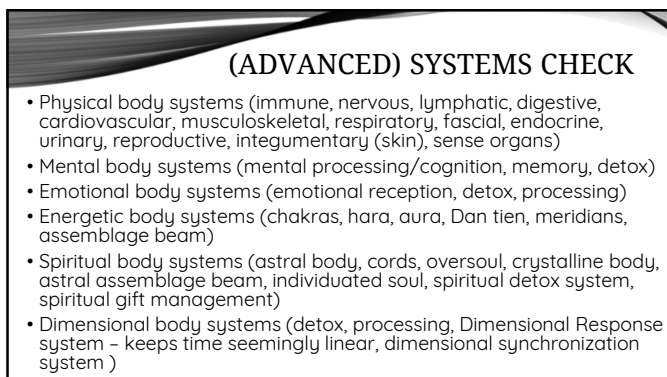 (ADVANCED) SYSTEMS CHECK
• Physical body systems (immune, nervous, lymphatic, digestive,
cardiovascular, musculoskeletal, respiratory, fascial, endocrine,
urinary, reproductive, integumentary (skin), sense organs)
• Mental body systems (mental processing/cognition, memory, detox)
• Emotional body systems (emotional reception, detox, processing)
• Energetic body systems (chakras, hara, aura, Dan tien, meridians,
assemblage beam)
• Spiritual body systems (astral body, cords, oversoul, crystalline body,
astral assemblage beam, individuated soul, spiritual detox system,
spiritual gift management)
• Dimensional body systems (detox, processing, Dimensional Response
system – keeps time seemingly linear, dimensional synchronization
system )